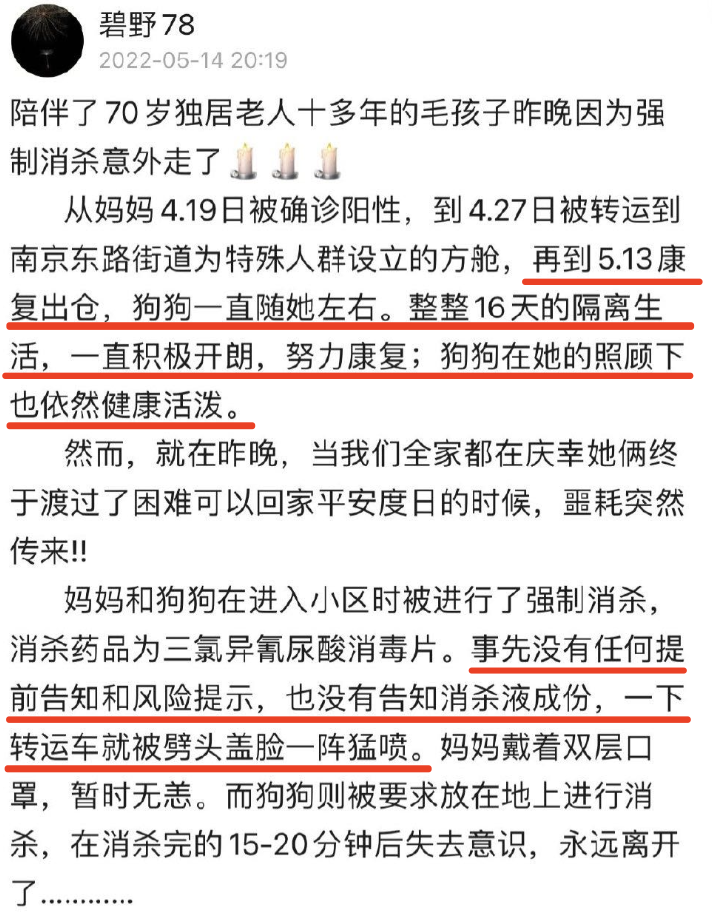 碧野78
2022-05-14 20:19
陪伴了70岁独居老人十多年的毛孩子昨晚因为强
制消杀意外走了🕯️🕯️🕯️
从妈妈4.19日被确诊阳性，到4.27日被转运到
南京东路街道为特殊人群设立的方舱，再到5.13康
复出仓，狗狗一直随她左右。整整16天的隔离生
活，一直积极开朗，努力康复；狗狗在她的照顾下
也依然健康活泼。
然而，就在昨晚，当我们全家都在庆幸她俩终
于渡过了困难可以回家平安度日的时候，噩耗突然
传来!!
妈妈和狗狗在进入小区时被进行了强制消杀，
消杀药品为三氯异氰尿酸消毒片。事先没有任何提
前告知和风险提示，也没有告知消杀液成份，一下
转运车就被劈头盖脸一阵猛喷。妈妈戴着双层口
罩，暂时无恙。而狗狗则被要求放在地上进行消
杀，在消杀完的15-20分钟后失去意识，永远离开
了…………